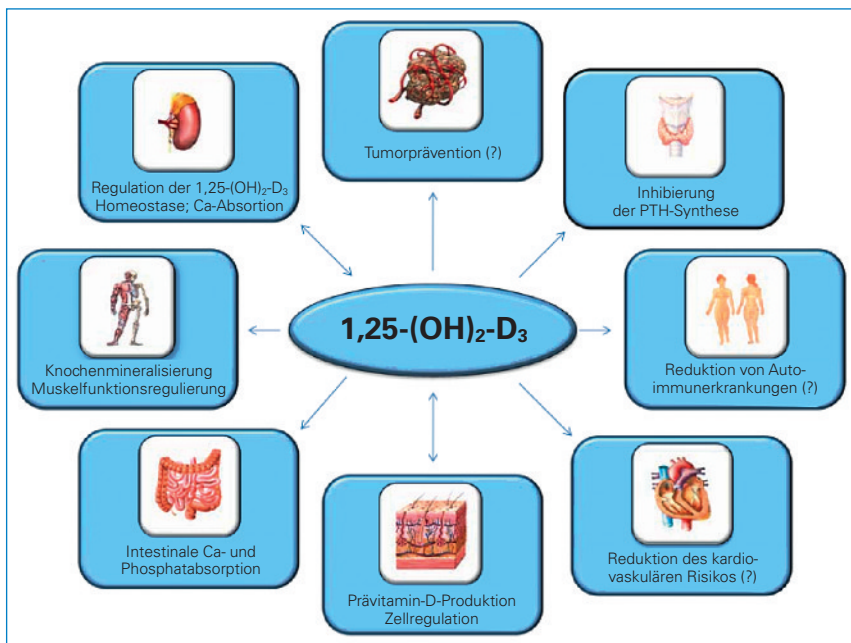 Tumorprävention (?)
Regulation der 1,25-(OH)₂-D₃
Homeostase; Ca-Absortion
Inhibierung
der PTH-Synthese
1,25-(OH)₂-D₃
Knochenmineralisierung
Muskelfunktionsregulierung
Reduktion von Auto-
immunerkrankungen (?)
Intestinale Ca- und
Phosphatabsorption
Prävitamin-D-Produktion
Zellregulation
Reduktion des kardio-
vaskulären Risikos (?)